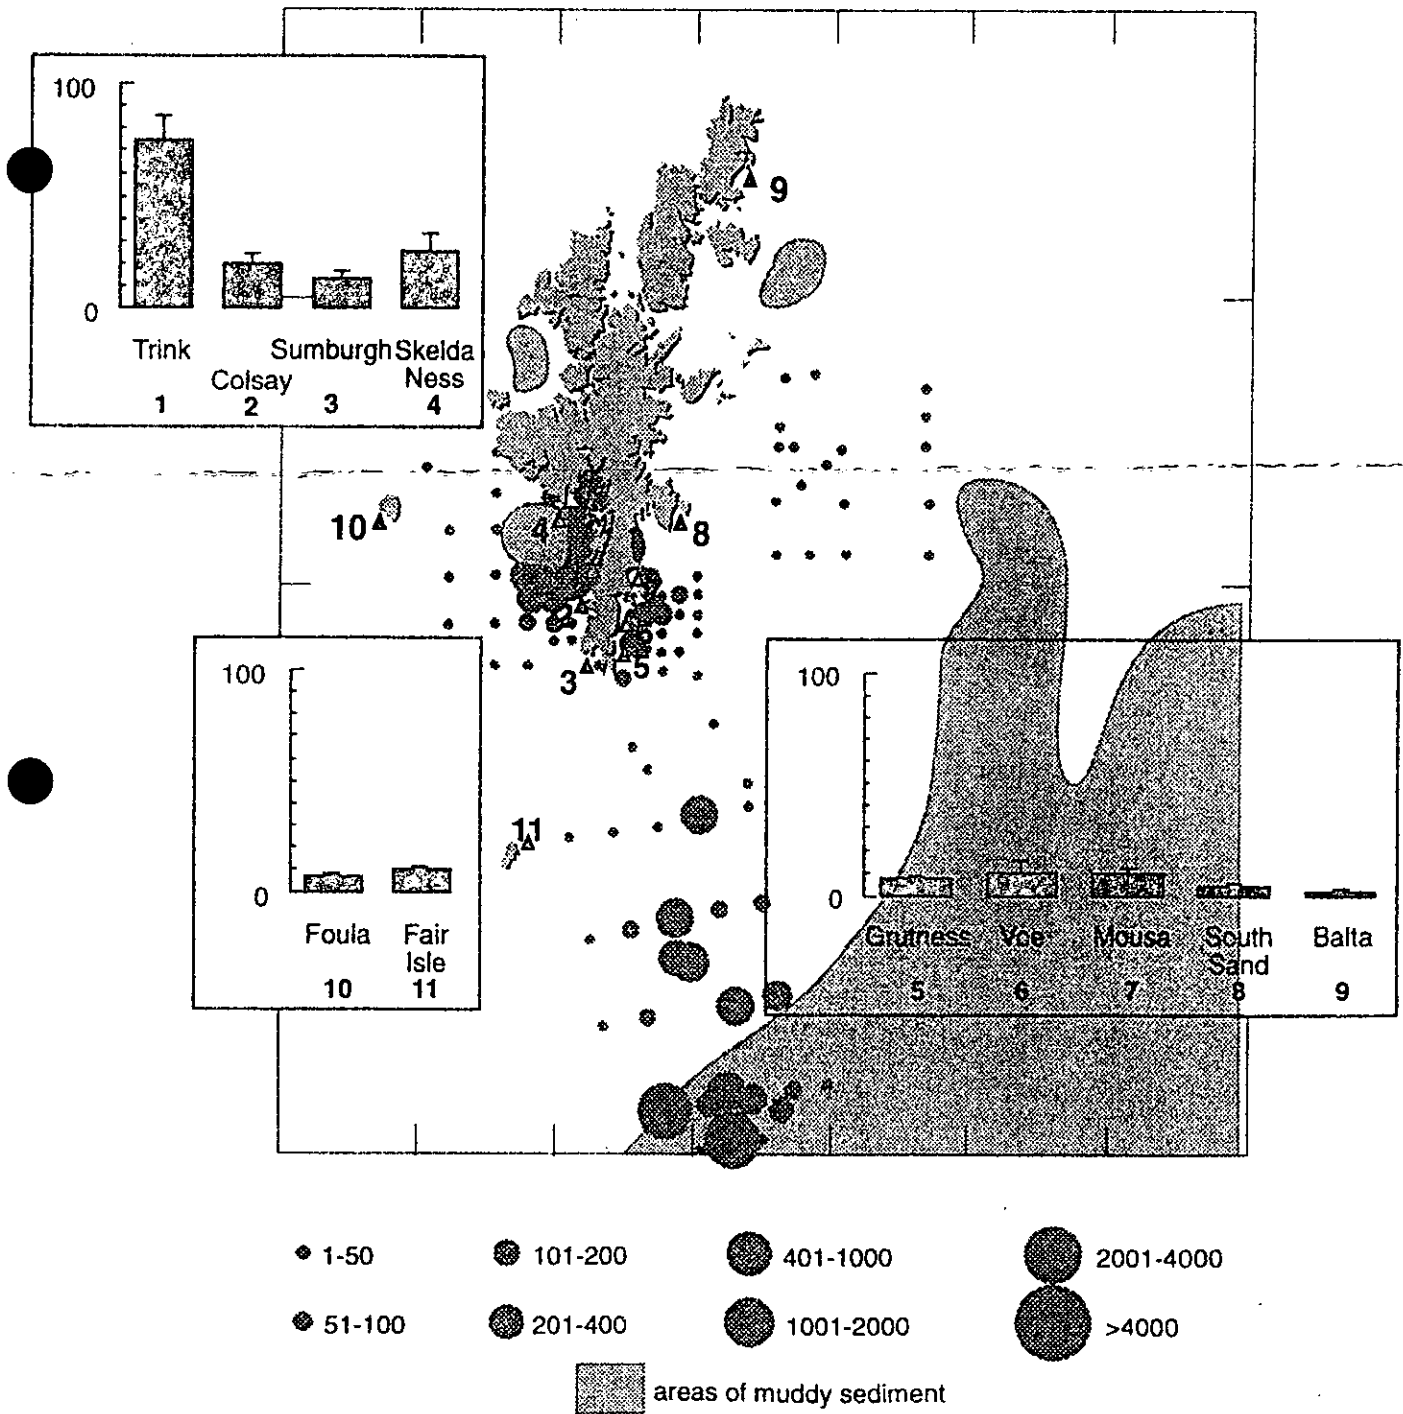 100
0
Trink
Sumburgh Skelda
Colsay Ness
1 2 3 4
9
10
4
8
7
2
6
5
3
11
100
0
Foula Fair
Isle
10 11
100
0
Grutness Voe Mousa South Balta
Sand
5 6 7 8 9
1-50 101-200 401-1000 2001-4000
51-100 201-400 1001-2000 >4000
areas of muddy sediment